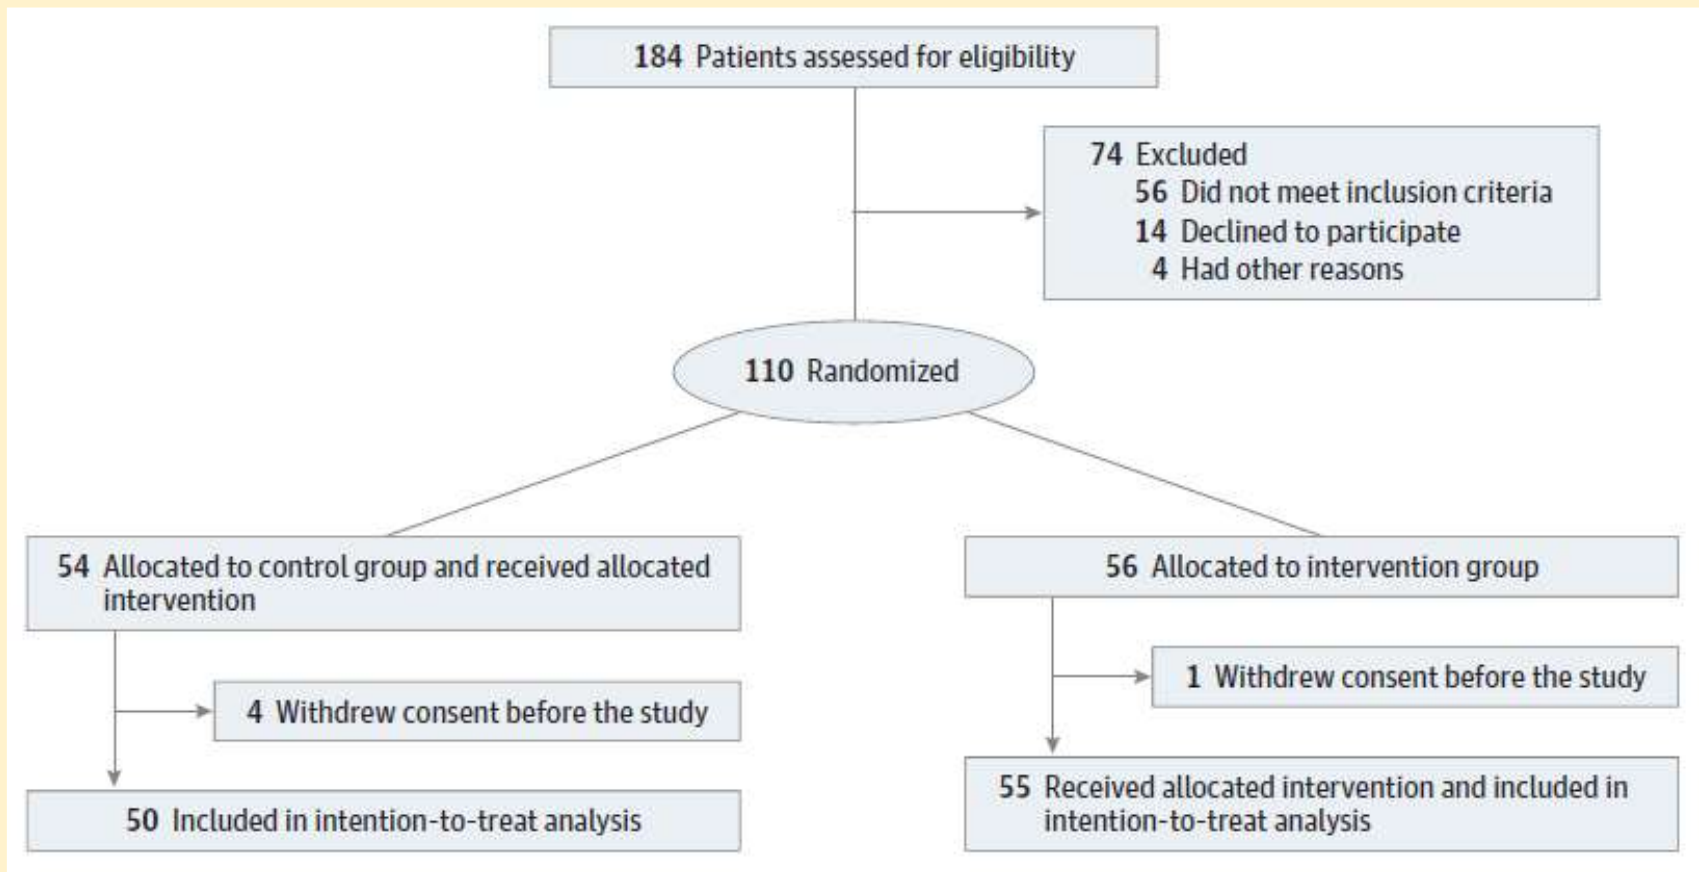 184 Patients assessed for eligibility
74 Excluded
56 Did not meet inclusion criteria
14 Declined to participate
4 Had other reasons
110 Randomized
54 Allocated to control group and received allocated
intervention
4 Withdrew consent before the study
50 Included in intention-to-treat analysis
56 Allocated to intervention group
1 Withdrew consent before the study
55 Received allocated intervention and included in
intention-to-treat analysis